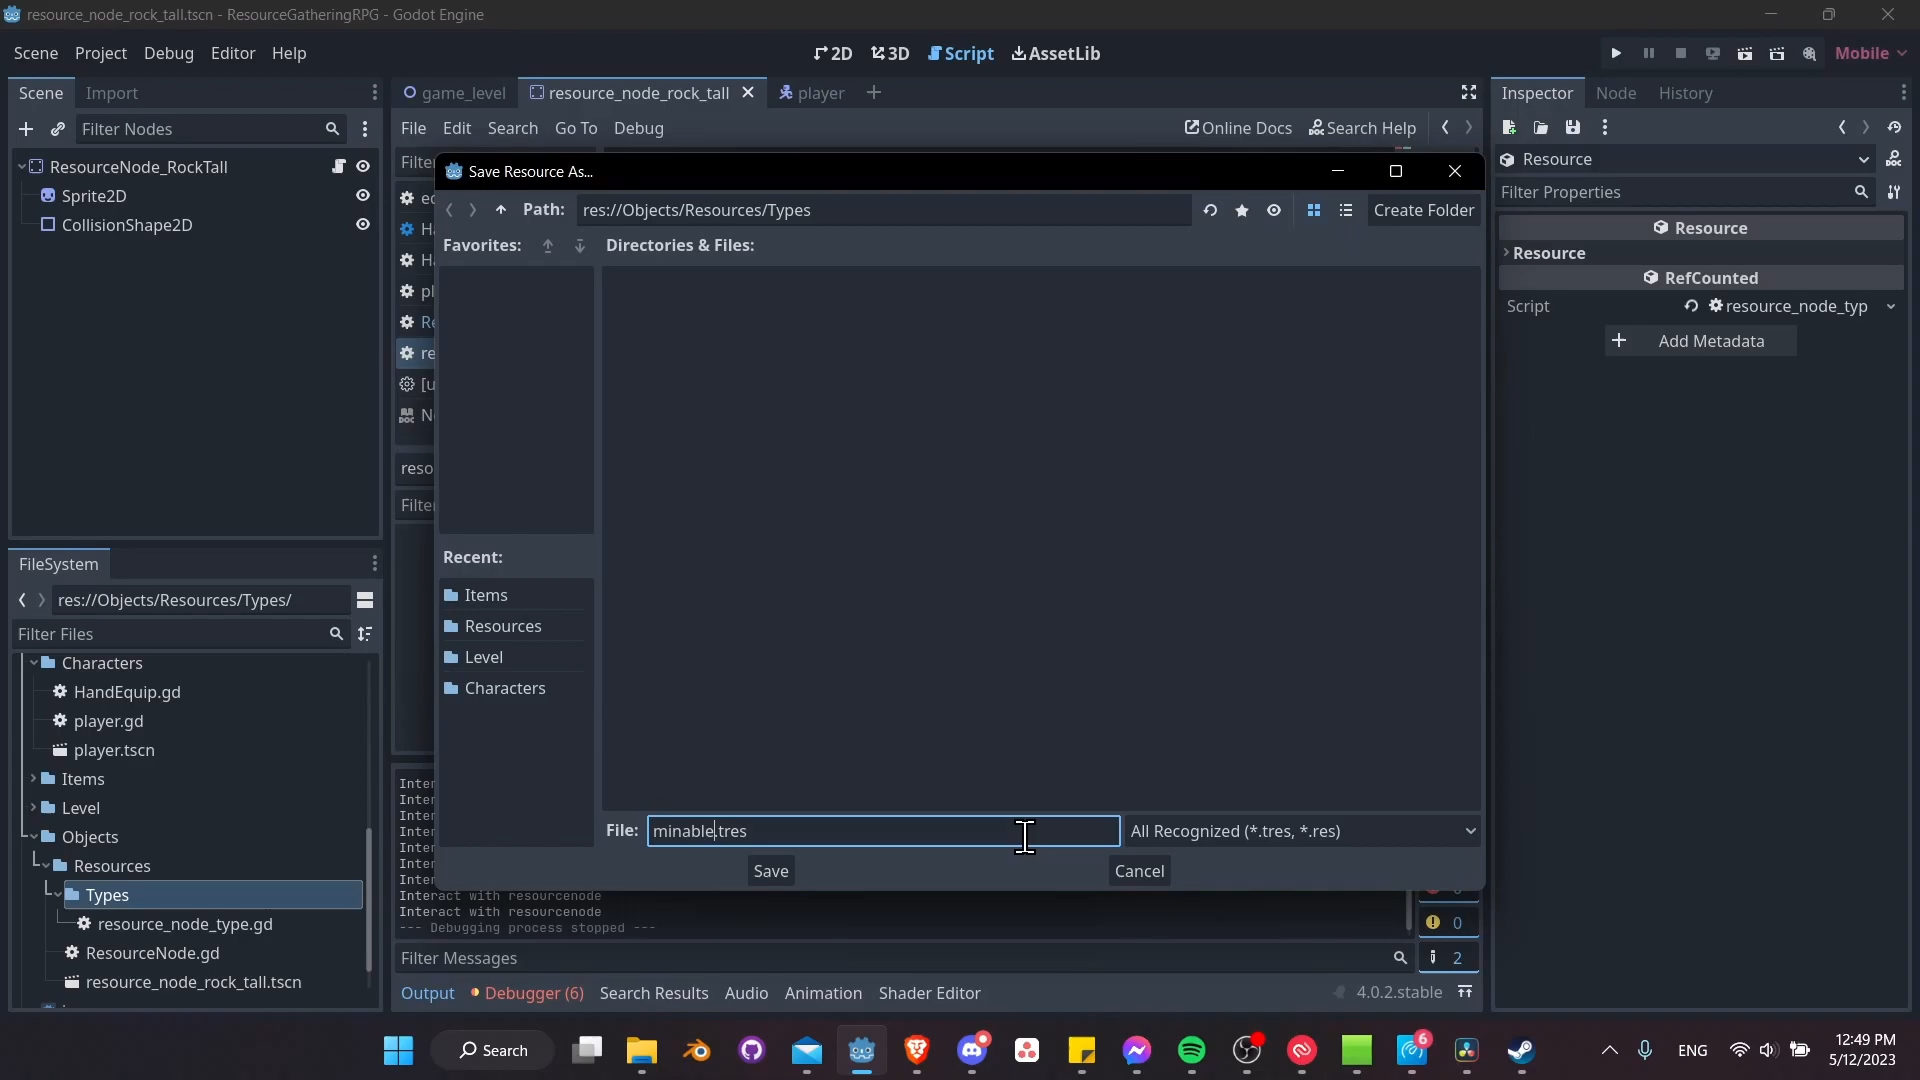 resource_node_rock_tall.tscn - ResourceGatheringRPG - Godot Engine
Scene Project Debug Editor Help
2D 3D Script AssetLib
Mobile
Scene Import
game_level resource_node_rock_tall player
Inspector Node History
Filter Nodes
File Edit Search Go To Debug
Online Docs Search Help
ResourceNode_RockTall
Sprite2D
CollisionShape2D
Resource
Filter Properties
Resource
Resource
RefCounted
Script resource_node_typ
Add Metadata
Save Resource As...
Path: res://Objects/Resources/Types
Create Folder
Favorites:
Directories & Files:
Recent:
Items
Resources
Level
Characters
File: minable.tres
All Recognized (*.tres, *.res)
Save Cancel
FileSystem
res://Objects/Resources/Types/
Filter Files
Characters
HandEquip.gd
player.gd
player.tscn
Items
Level
Objects
Resources
Types
resource_node_type.gd
ResourceNode.gd
resource_node_rock_tall.tscn
Interact with resourcenode
Interact with resourcenode
--- Debugging process stopped ---
0
Filter Messages
2
Output Debugger (6) Search Results Audio Animation Shader Editor
4.0.2.stable
Search
6
ENG
12:49 PM
5/12/2023